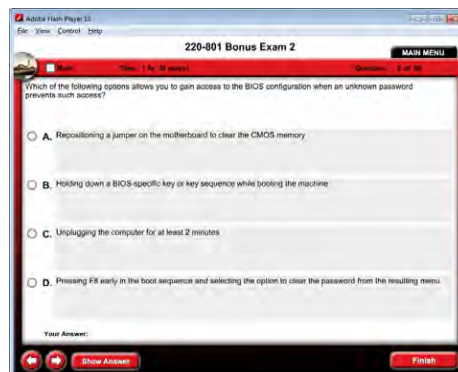 Adobe Flash Player 10
File View Control Help
220-801 Bonus Exam 2
MAIN MENU
Mark
Which of the following options allows you to gain access to the BIOS configuration when an unknown password
prevents such access?
A. Repositioning a jumper on the motherboard to clear the CMOS memory
B. Holding down a BIOS-specific key or key sequence while booting the machine
C. Unplugging the computer for at least 2 minutes
D. Pressing F8 early in the boot sequence and selecting the option to clear the password from the resulting menu
Your Answer:
Show Answer
Finish